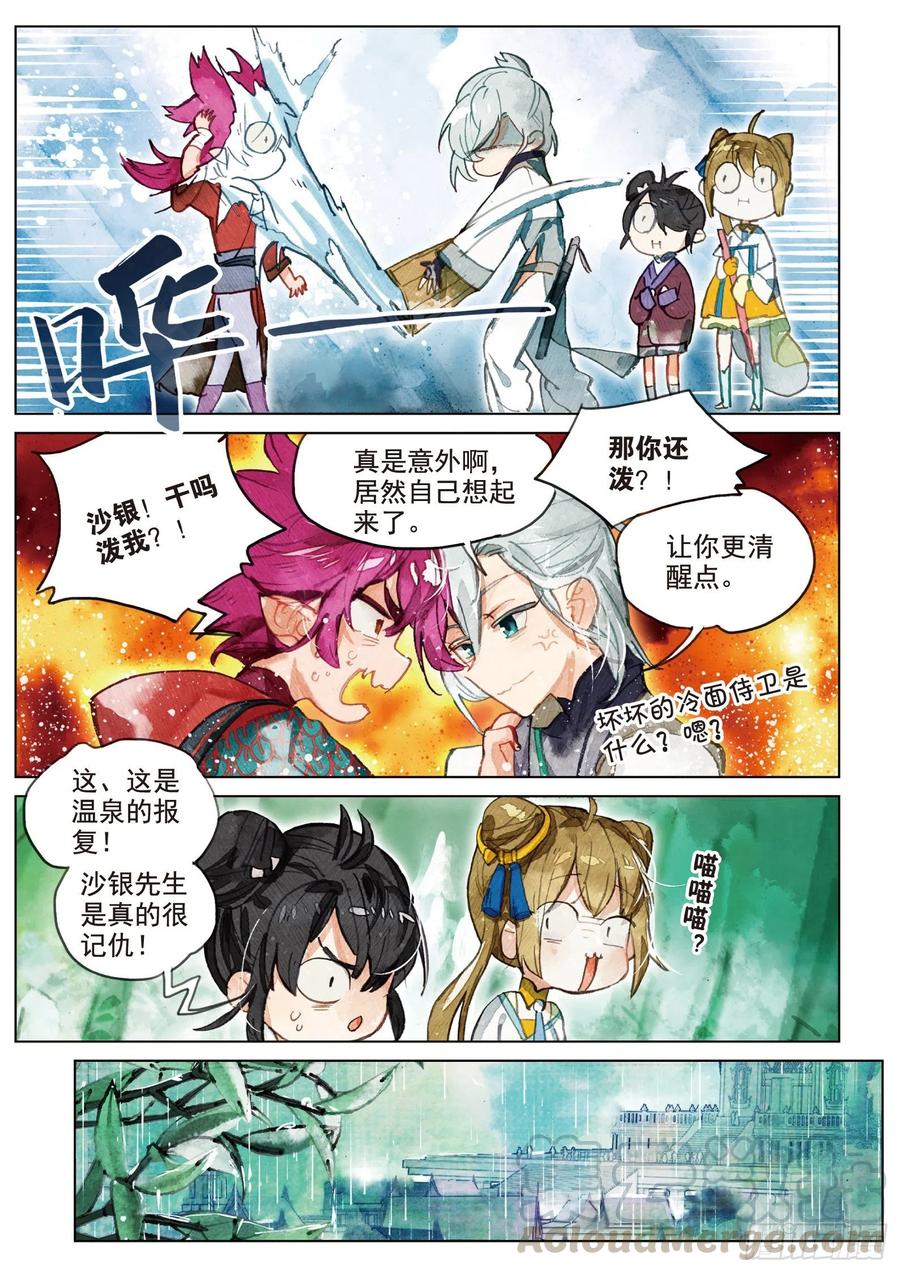 哗
沙银！干吗
泼我？！
真是意外啊，
居然自己想起
来了。
那你还
泼？！
让你更清
醒点。
坏坏的冷面侍卫是
什么？嗯？
这、这是
温泉的报
复！
沙银先生
是真的很
记仇！
喵喵喵？
AcloudMerge.com